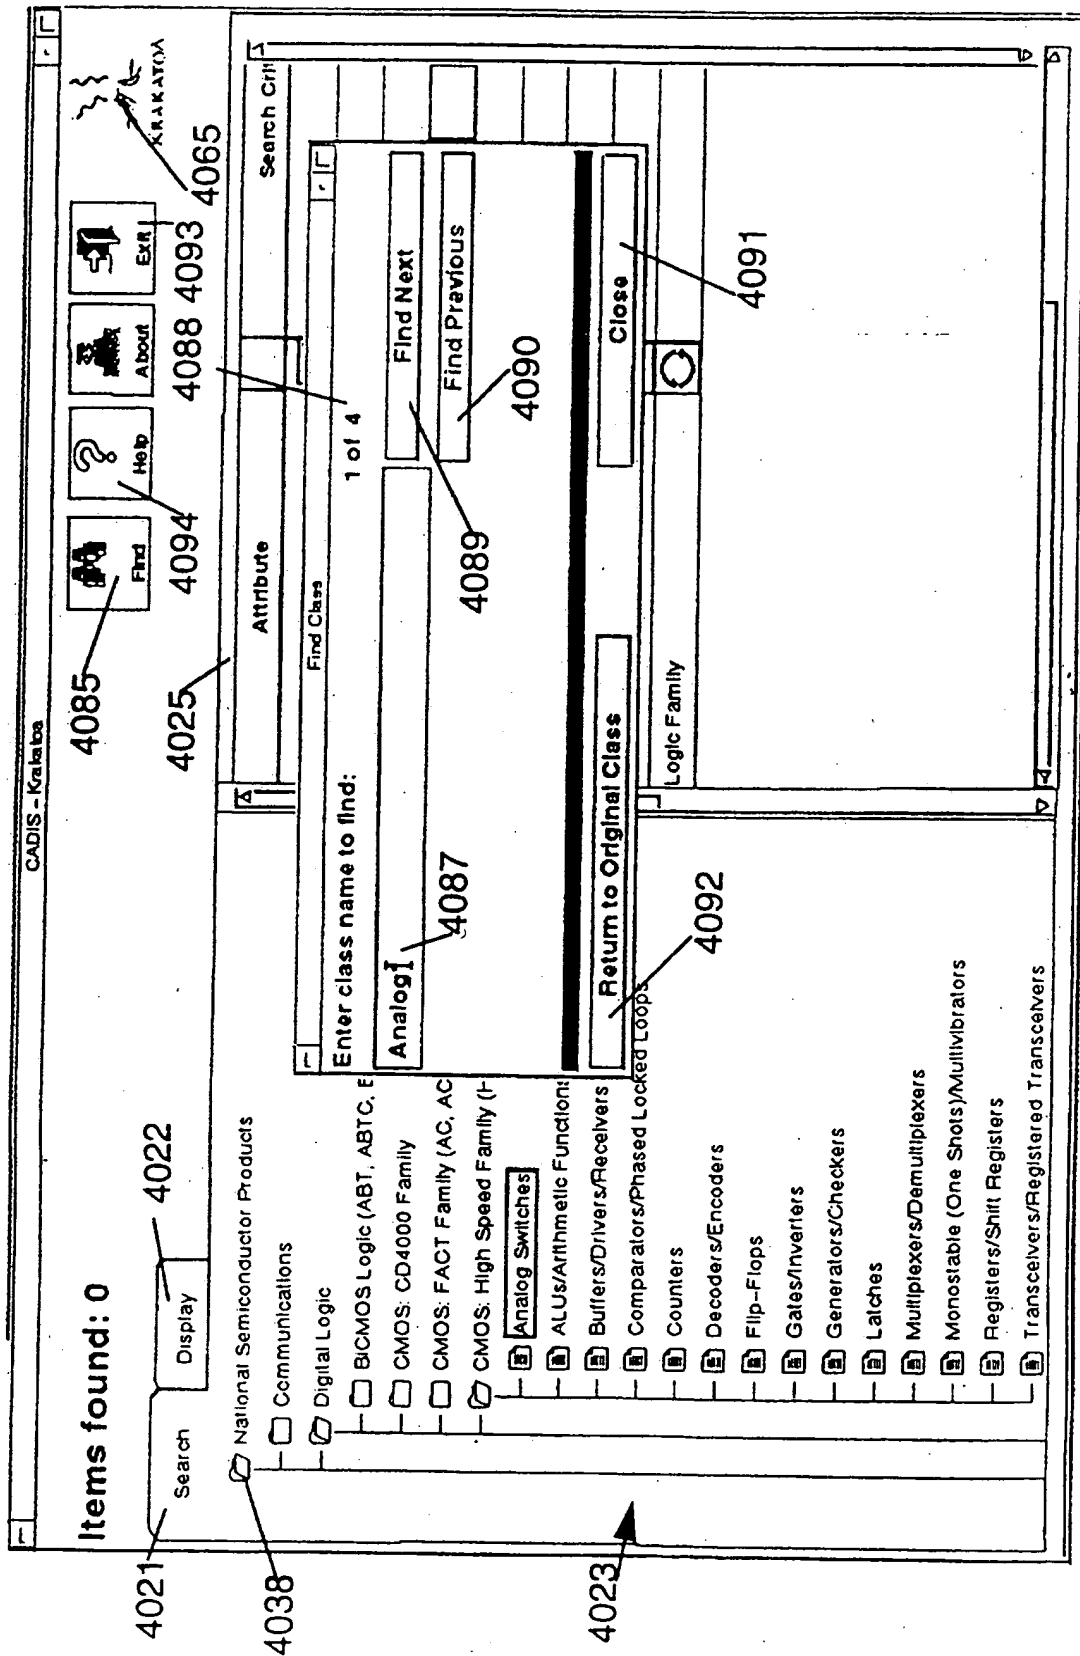 CADIS - Krakatoa
Items found: 0
4085
4094
4088
4093
4065
Find
Help
About
Exit
KRAKATOA
4021
Search
Display
4022
4025
4038
National Semiconductor Products
Communications
Digital Logic
BiCMOS Logic (ABT, ABTC, B
CMOS: CD4000 Family
CMOS: FACT Family (AC, AC
CMOS: High Speed Family (H
Analog Switches
ALUs/Arithmetic Functions
Buffers/Drivers/Receivers
Comparators/Phased Locked Loops
Counters
Decoders/Encoders
Flip-Flops
Gates/Inverters
Generators/Checkers
Latches
Multiplexers/Demultiplexers
Monostable (One Shots)/Multivibrators
Registers/Shift Registers
Transceivers/Registered Transceivers
4023
Attribute
Search Crit
Find Class
Enter class name to find:
1 of 4
Analog
Find Next
Find Previous
4087
4089
4090
Return to Original Class
Close
4092
4091
Logic Family